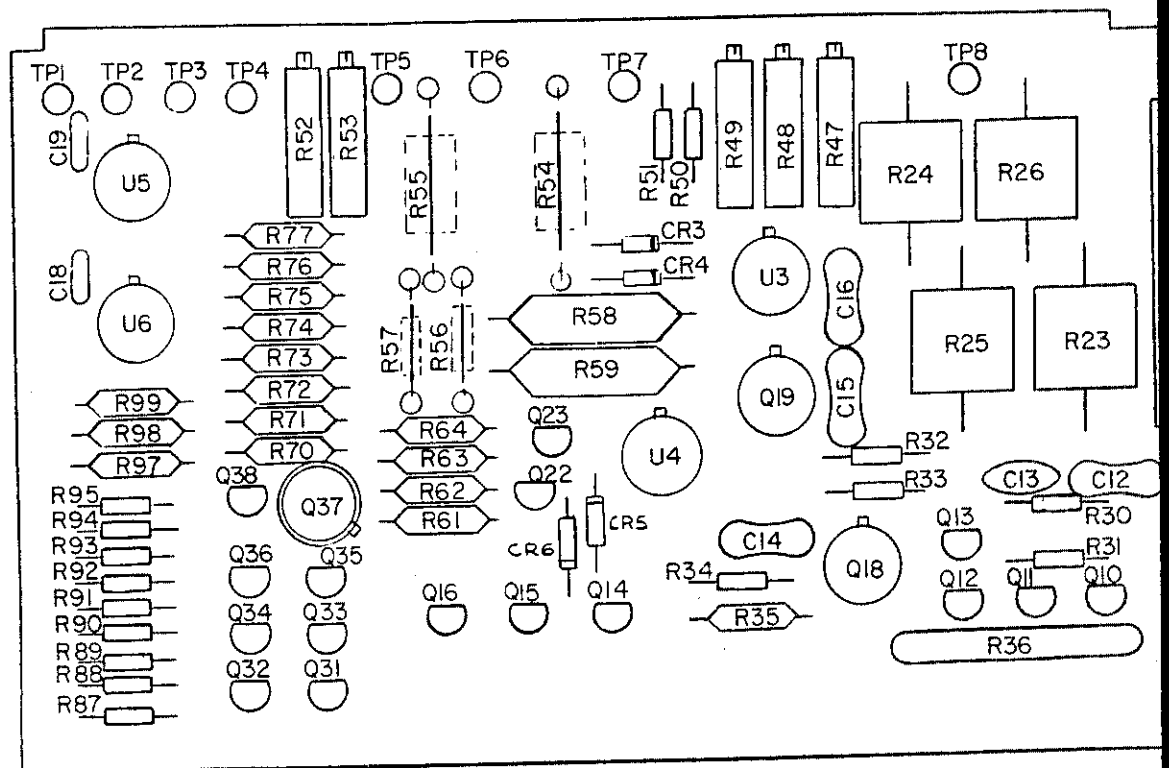 TP1 TP2 TP3 TP4 TP5 TP6 TP7 TP8
C19 U5 R52 R53 R55 R54 R51 R50 R49 R48 R47 R24 R26
R77 CR3
R76 CR4 U3
C18 U6 R75 C16
R74 R58 R25 R23
R73 R57 R56 R59
R72 Q19 C15
R99 R71 Q23
R98 R70 R64 U4 R32
R97 Q38 R63 Q22 R33 C13 C12
R95 Q37 R62 R30
R94 R61 CR5 Q13
R93 Q36 Q35 CR6 C14 R31
R92 R34 Q18 Q12 Q11 Q10
R91 Q34 Q33 Q16 Q15 Q14
R90 R35
R89 R36
R88 Q32 Q31
R87